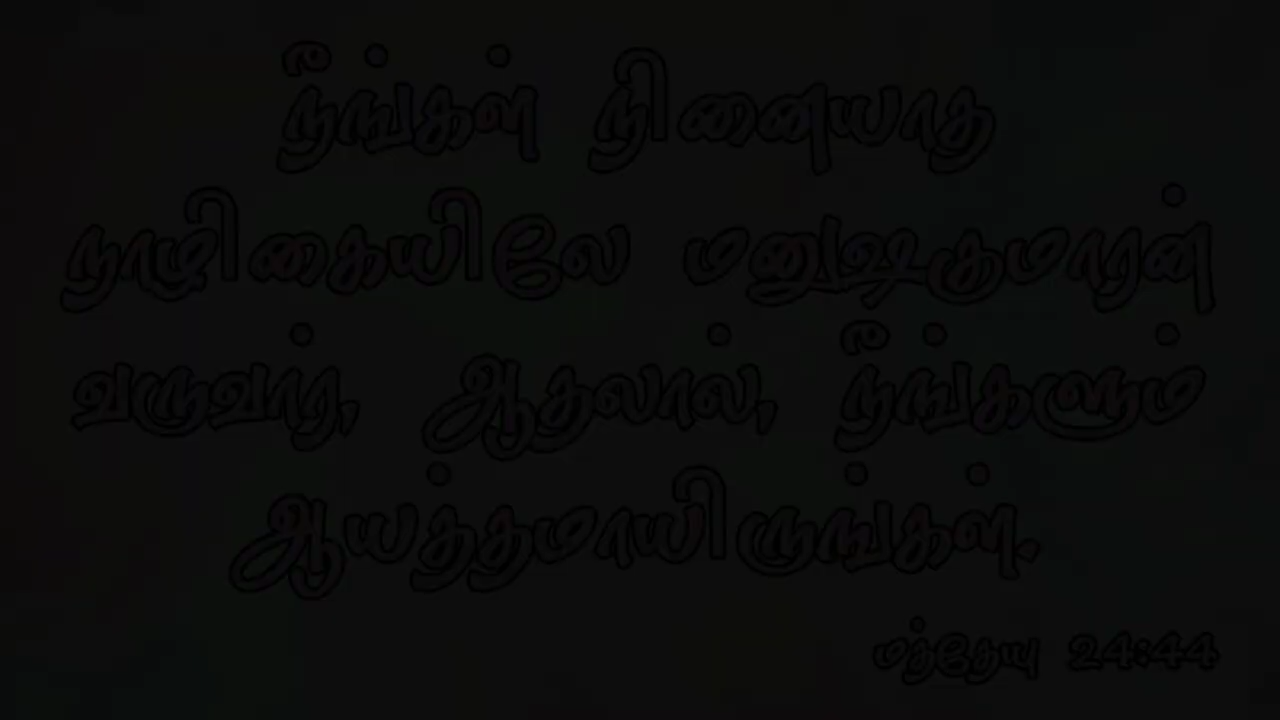 நீங்கள் நினையாத
நாழிகையிலே மனுஷகுமாரன்
வருவார், ஆதலால், நீங்களும்
ஆயத்தமாயிருங்கள்.
மத்தேயு 24:44